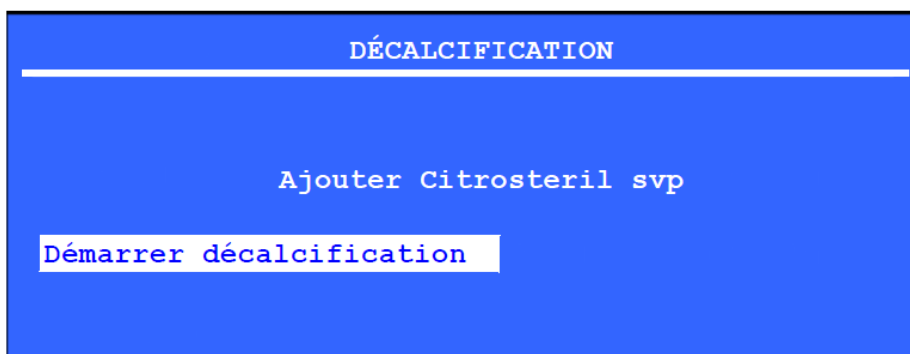 DÉCALCIFICATION
Ajouter Citrosteril svp
Démarrer décalcification